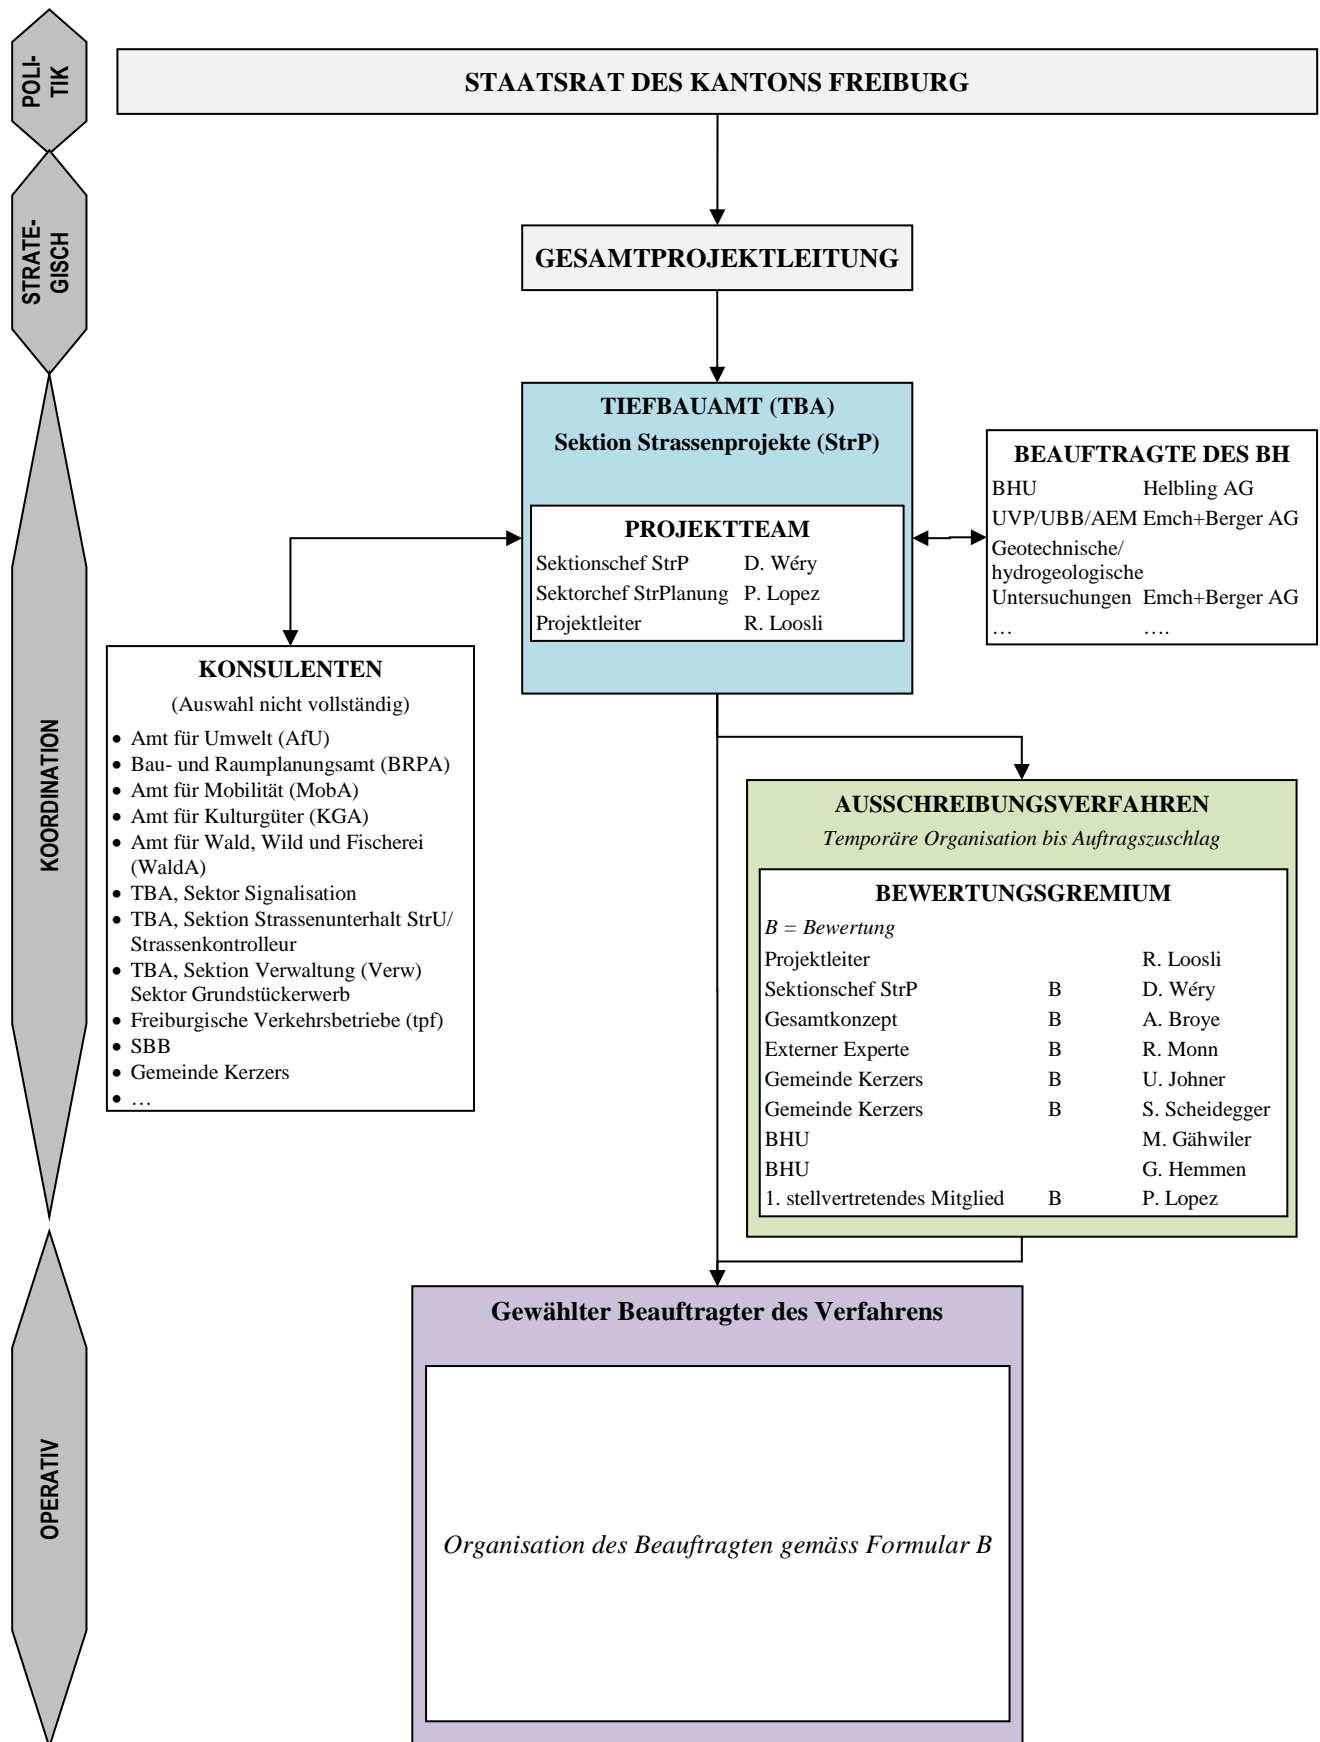 POLI-
TIK
STAATSRAT DES KANTONS FREIBURG
STRATE-
GISCH
GESAMTPROJEKTLEITUNG
KOORDINATION
TIEFBAUAMT (TBA)
Sektion Strassenprojekte (StrP)
PROJEKTTEAM
Sektionschef StrP D. Wéry
Sektorchef StrPlanung P. Lopez
Projektleiter R. Loosli
BEAUFTRAGTE DES BH
BHU Helbling AG
UVP/UBB/AEM Emch+Berger AG
Geotechnische/
hydrogeologische
Untersuchungen Emch+Berger AG
… ….
KONSULENTEN
(Auswahl nicht vollständig)
• Amt für Umwelt (AfU)
• Bau- und Raumplanungsamt (BRPA)
• Amt für Mobilität (MobA)
• Amt für Kulturgüter (KGA)
• Amt für Wald, Wild und Fischerei
(WaldA)
• TBA, Sektor Signalisation
• TBA, Sektion Strassenunterhalt StrU/
Strassenkontrolleur
• TBA, Sektion Verwaltung (Verw)
Sektor Grundstückerwerb
• Freiburgische Verkehrsbetriebe (tpf)
• SBB
• Gemeinde Kerzers
• …
AUSSCHREIBUNGSVERFAHREN
Temporäre Organisation bis Auftragszuschlag
BEWERTUNGSGREMIUM
B = Bewertung
Projektleiter R. Loosli
Sektionschef StrP B D. Wéry
Gesamtkonzept B A. Broye
Externer Experte B R. Monn
Gemeinde Kerzers B U. Johner
Gemeinde Kerzers B S. Scheidegger
BHU M. Gähwiler
BHU G. Hemmen
1. stellvertretendes Mitglied B P. Lopez
OPERATIV
Gewählter Beauftragter des Verfahrens
Organisation des Beauftragten gemäss Formular B